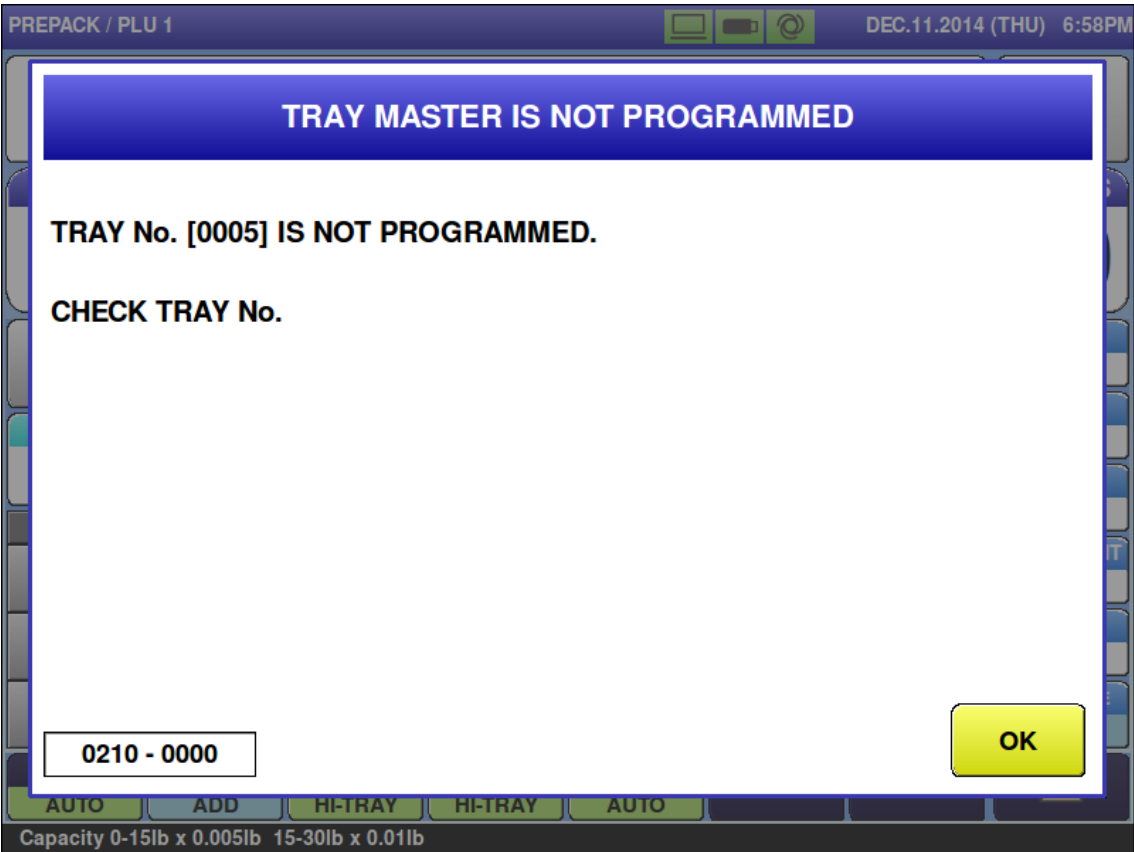 PREPACK / PLU 1
DEC.11.2014 (THU) 6:58PM
TRAY MASTER IS NOT PROGRAMMED
TRAY No. [0005] IS NOT PROGRAMMED.
CHECK TRAY No.
0210 - 0000
OK
AUTO ADD HI-TRAY HI-TRAY AUTO
Capacity 0-15lb x 0.005lb 15-30lb x 0.01lb